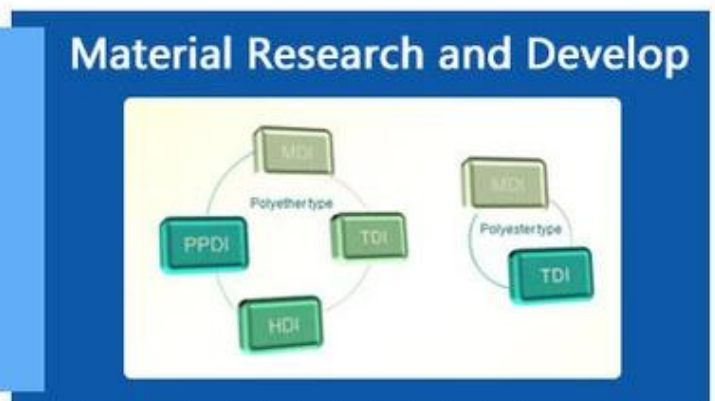 Material Research and Develop
MDI
Polyether type
PPDI
TDI
HDI
MDI
Polyester type
TDI